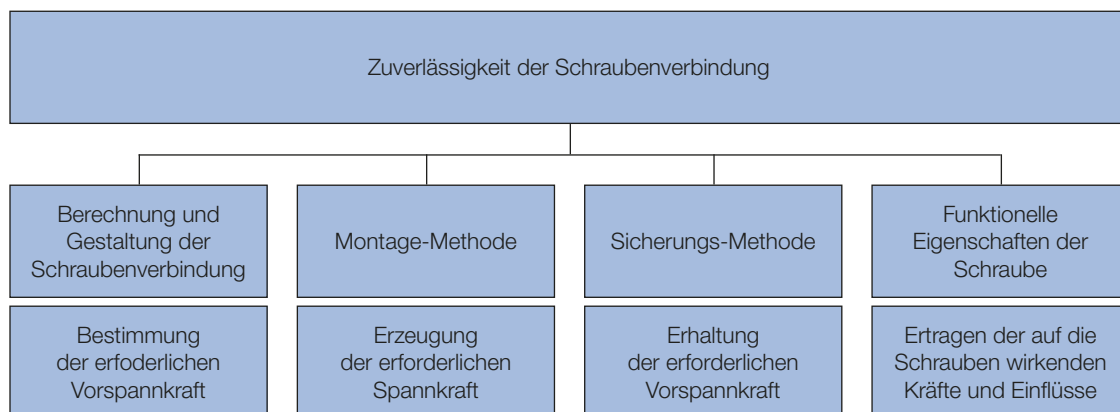 Zuverlässigkeit der Schraubenverbindung
Berechnung und
Gestaltung der
Schraubenverbindung
Montage-Methode
Sicherungs-Methode
Funktionelle
Eigenschaften der
Schraube
Bestimmung
der erfoderlichen
Vorspannkraft
Erzeugung
der erforderlichen
Spannkraft
Erhaltung
der erforderlichen
Vorspannkraft
Ertragen der auf die
Schrauben wirkenden
Kräfte und Einflüsse